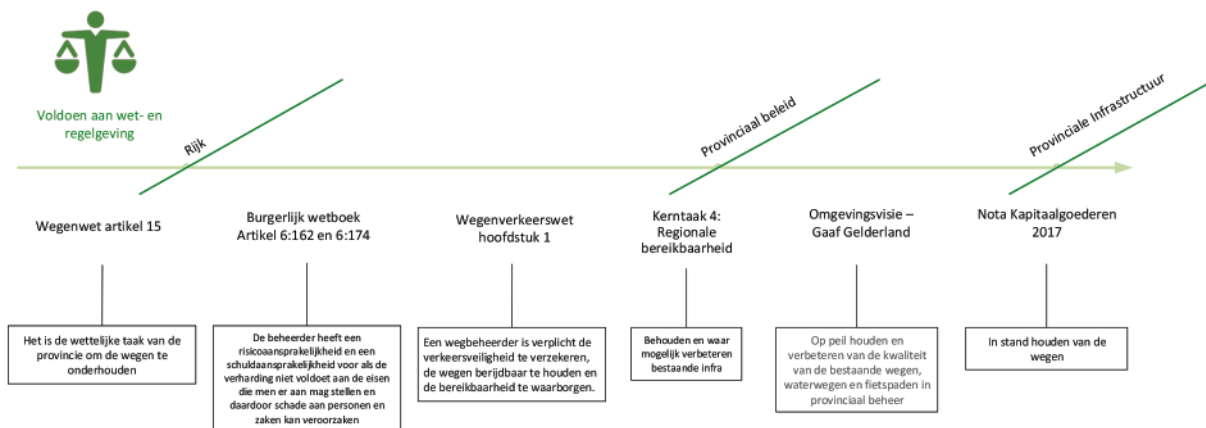 Voldoen aan wet- en
regelgeving
Rijk
Provinciaal beleid
Provinciale Infrastructuur
Wegenwet artikel 15
Burgerlijk wetboek
Artikel 6:162 en 6:174
Wegenverkeerswet
hoofdstuk 1
Kerntaak 4:
Regionale
bereikbaarheid
Omgevingsvisie –
Gaaf Gelderland
Nota Kapitaalgoederen
2017
Het is de wettelijke taak van de
provincie om de wegen te
onderhouden
De beheerder heeft een
risicoaansprakelijkheid en een
schuldaansprakelijkheid voor als de
verharding niet voldoet aan de eisen
die men er aan mag stellen en
daardoor schade aan personen en
zaken kan veroorzaken
Een wegbeheerder is verplicht de
verkeersveiligheid te verzekeren,
de wegen berijdbaar te houden en
de bereikbaarheid te waarborgen.
Behouden en waar
mogelijk verbeteren
bestaande infra
Op peil houden en
verbeteren van de kwaliteit
van de bestaande wegen,
waterwegen en fietspaden in
provinciaal beheer
In stand houden van de
wegen